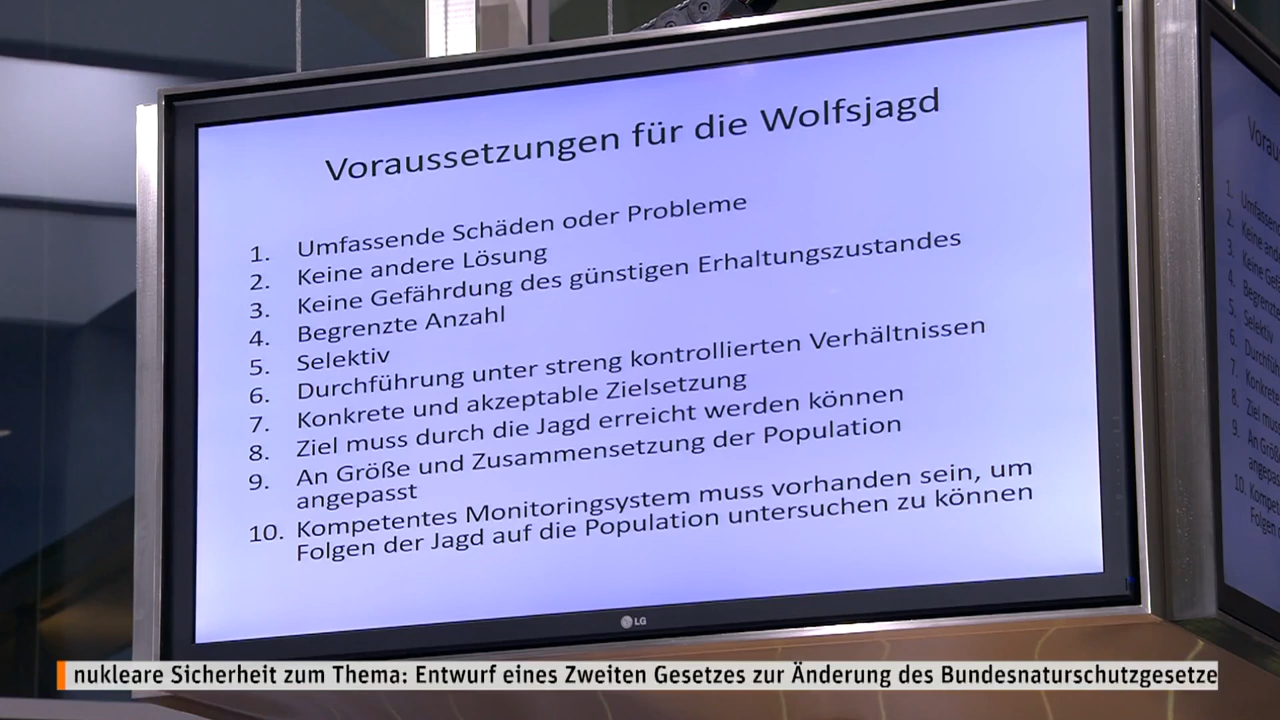 Voraussetzungen für die Wolfsjagd
1. Umfassende Schäden oder Probleme
2. Keine andere Lösung
3. Keine Gefährdung des günstigen Erhaltungszustandes
4. Begrenzte Anzahl
5. Selektiv
6. Durchführung unter streng kontrollierten Verhältnissen
7. Konkrete und akzeptable Zielsetzung
8. Ziel muss durch die Jagd erreicht werden können
9. An Größe und Zusammensetzung der Population
angepasst
10. Kompetentes Monitoringsystem muss vorhanden sein, um
Folgen der Jagd auf die Population untersuchen zu können
LG
nukleare Sicherheit zum Thema: Entwurf eines Zweiten Gesetzes zur Änderung des Bundesnaturschutzgesetze